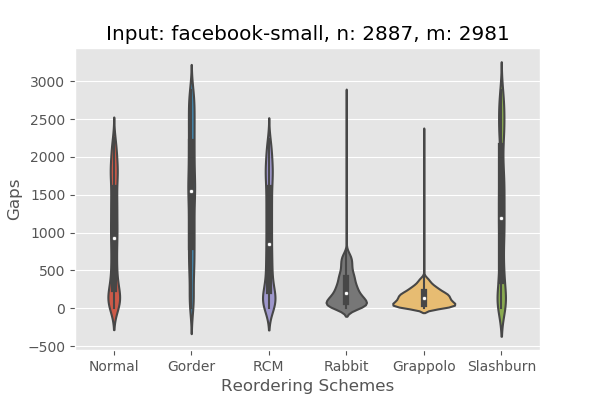 Input: facebook-small, n: 2887, m: 2981
Gaps
3000
2500
2000
1500
1000
500
0
−500
Normal Gorder RCM Rabbit Grappolo Slashburn
Reordering Schemes